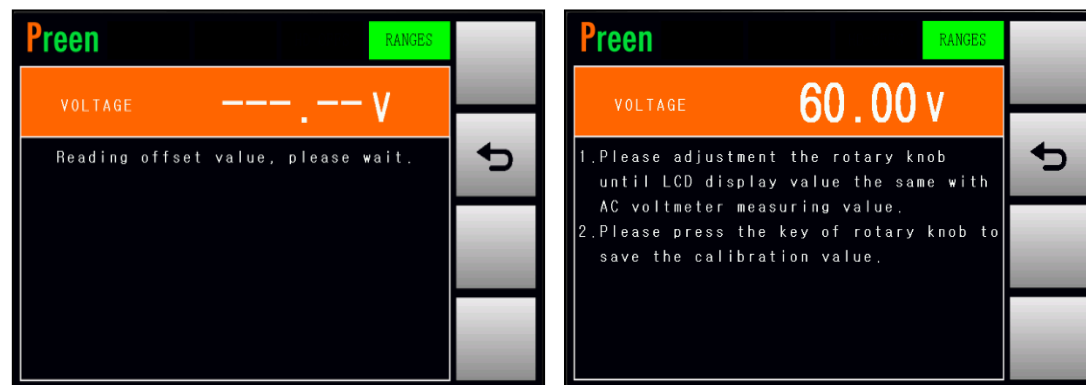 Preen
RANGES
VOLTAGE ---.-- V
Reading offset value, please wait.
Preen
RANGES
VOLTAGE 60.00 V
1.Please adjustment the rotary knob
until LCD display value the same with
AC voltmeter measuring value.
2.Please press the key of rotary knob to
save the calibration value.